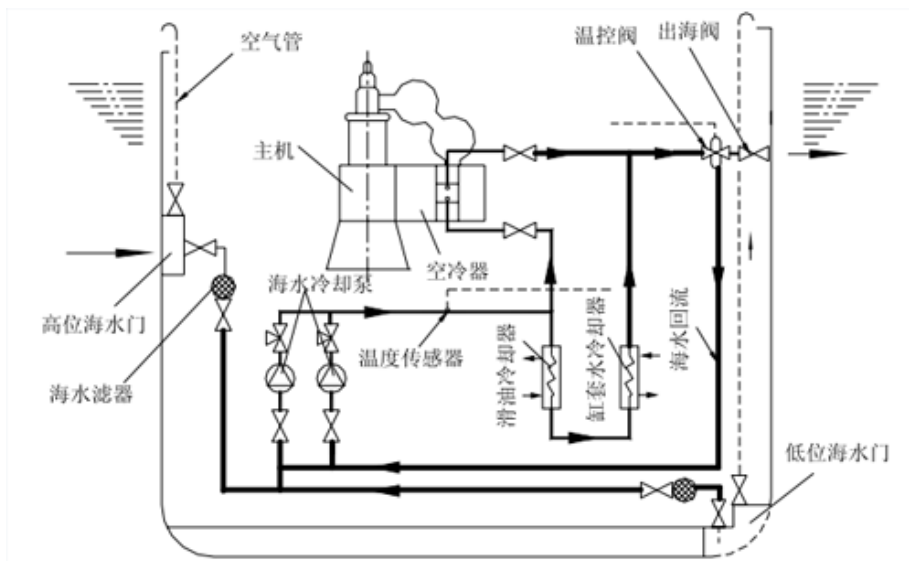 空气管
温控阀
出海阀
主机
空冷器
海水冷却泵
高位海水门
温度传感器
海水滤器
滑油冷却器
缸套水冷却器
海水回流
低位海水门